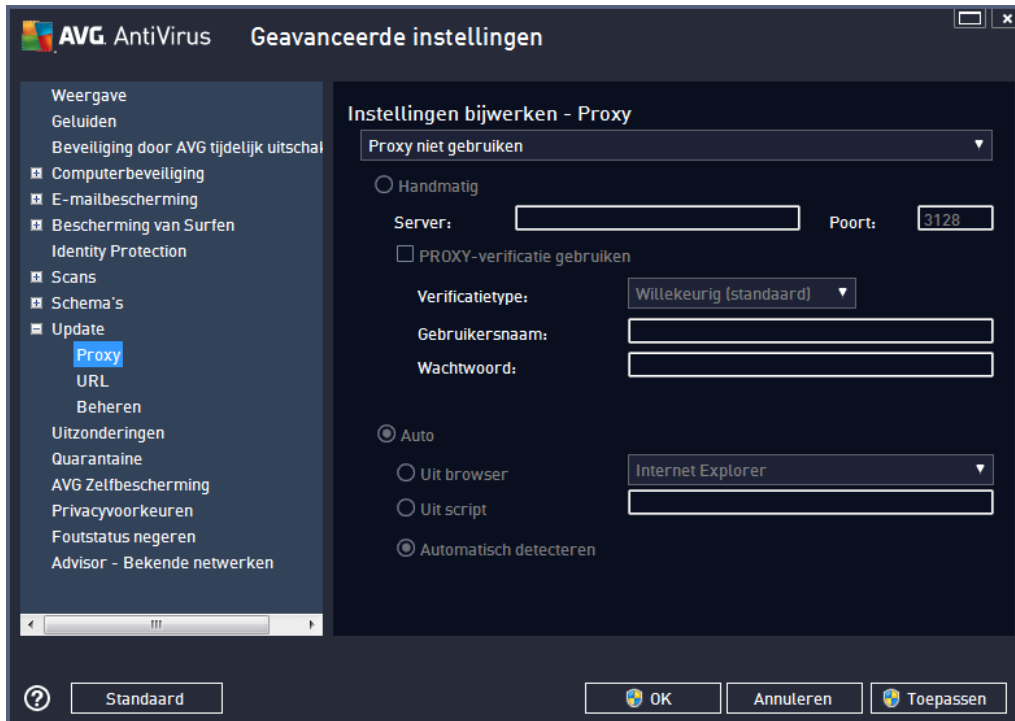 AVG AntiVirus Geavanceerde instellingen
Weergave
Geluiden
Beveiliging door AVG tijdelijk uitschak
Computerbeveiliging
E-mailbescherming
Bescherming van Surfen
Identity Protection
Scans
Schema's
Update
Proxy
URL
Beheren
Uitzonderingen
Quarantaine
AVG Zelfbescherming
Privacyvoorkeuren
Foutstatus negeren
Advisor - Bekende netwerken
Instellingen bijwerken - Proxy
Proxy niet gebruiken
Handmatig
Server: Poort: 3128
PROXY-verificatie gebruiken
Verificatietype: Willekeurig (standaard)
Gebruikersnaam:
Wachtwoord:
Auto
Uit browser Internet Explorer
Uit script
Automatisch detecteren
Standaard OK Annuleren Toepassen